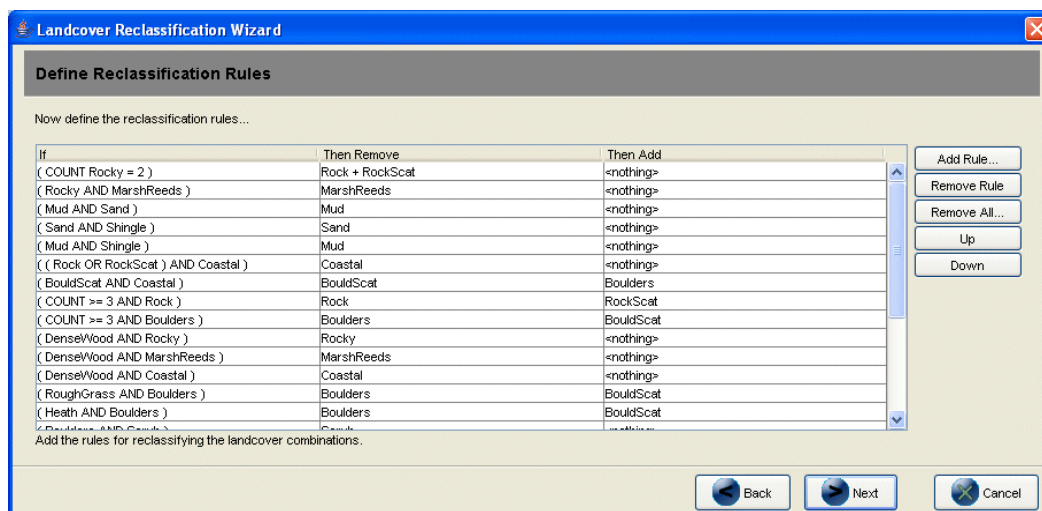 Landcover Reclassification Wizard
Define Reclassification Rules
Now define the reclassification rules...
If Then Remove Then Add
( COUNT Rocky = 2 ) Rock + RockScat <nothing>
( Rocky AND MarshReeds ) MarshReeds <nothing>
( Mud AND Sand ) Mud <nothing>
( Sand AND Shingle ) Sand <nothing>
( Mud AND Shingle ) Mud <nothing>
( ( Rock OR RockScat ) AND Coastal ) Coastal <nothing>
( BouldScat AND Coastal ) BouldScat Boulders
( COUNT >= 3 AND Rock ) Rock RockScat
( COUNT >= 3 AND Boulders ) Boulders BouldScat
( DenseWood AND Rocky ) Rocky <nothing>
( DenseWood AND MarshReeds ) MarshReeds <nothing>
( DenseWood AND Coastal ) Coastal <nothing>
( RoughGrass AND Boulders ) Boulders BouldScat
( Heath AND Boulders ) Boulders BouldScat
Add Rule...
Remove Rule
Remove All...
Up
Down
Add the rules for reclassifying the landcover combinations.
Back
Next
Cancel